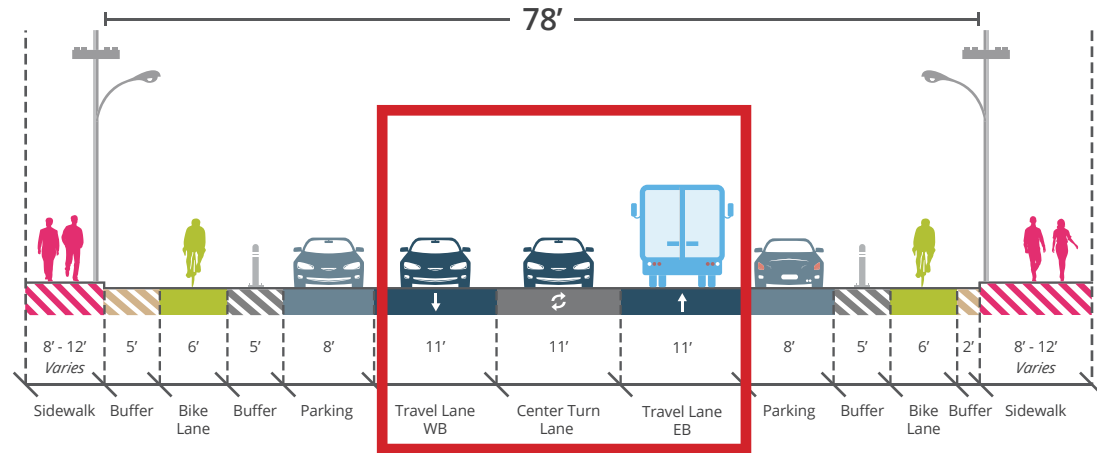 78’
8’ - 12’ 5’ 6’ 5’ 8’ 11’ 11’ 11’ 8’ 5’ 6’ 2’ 8’ - 12’
Varies Varies
Sidewalk Buffer Bike Buffer Parking Travel Lane Center Turn Travel Lane Parking Buffer Bike Buffer Sidewalk
Lane WB Lane EB Lane